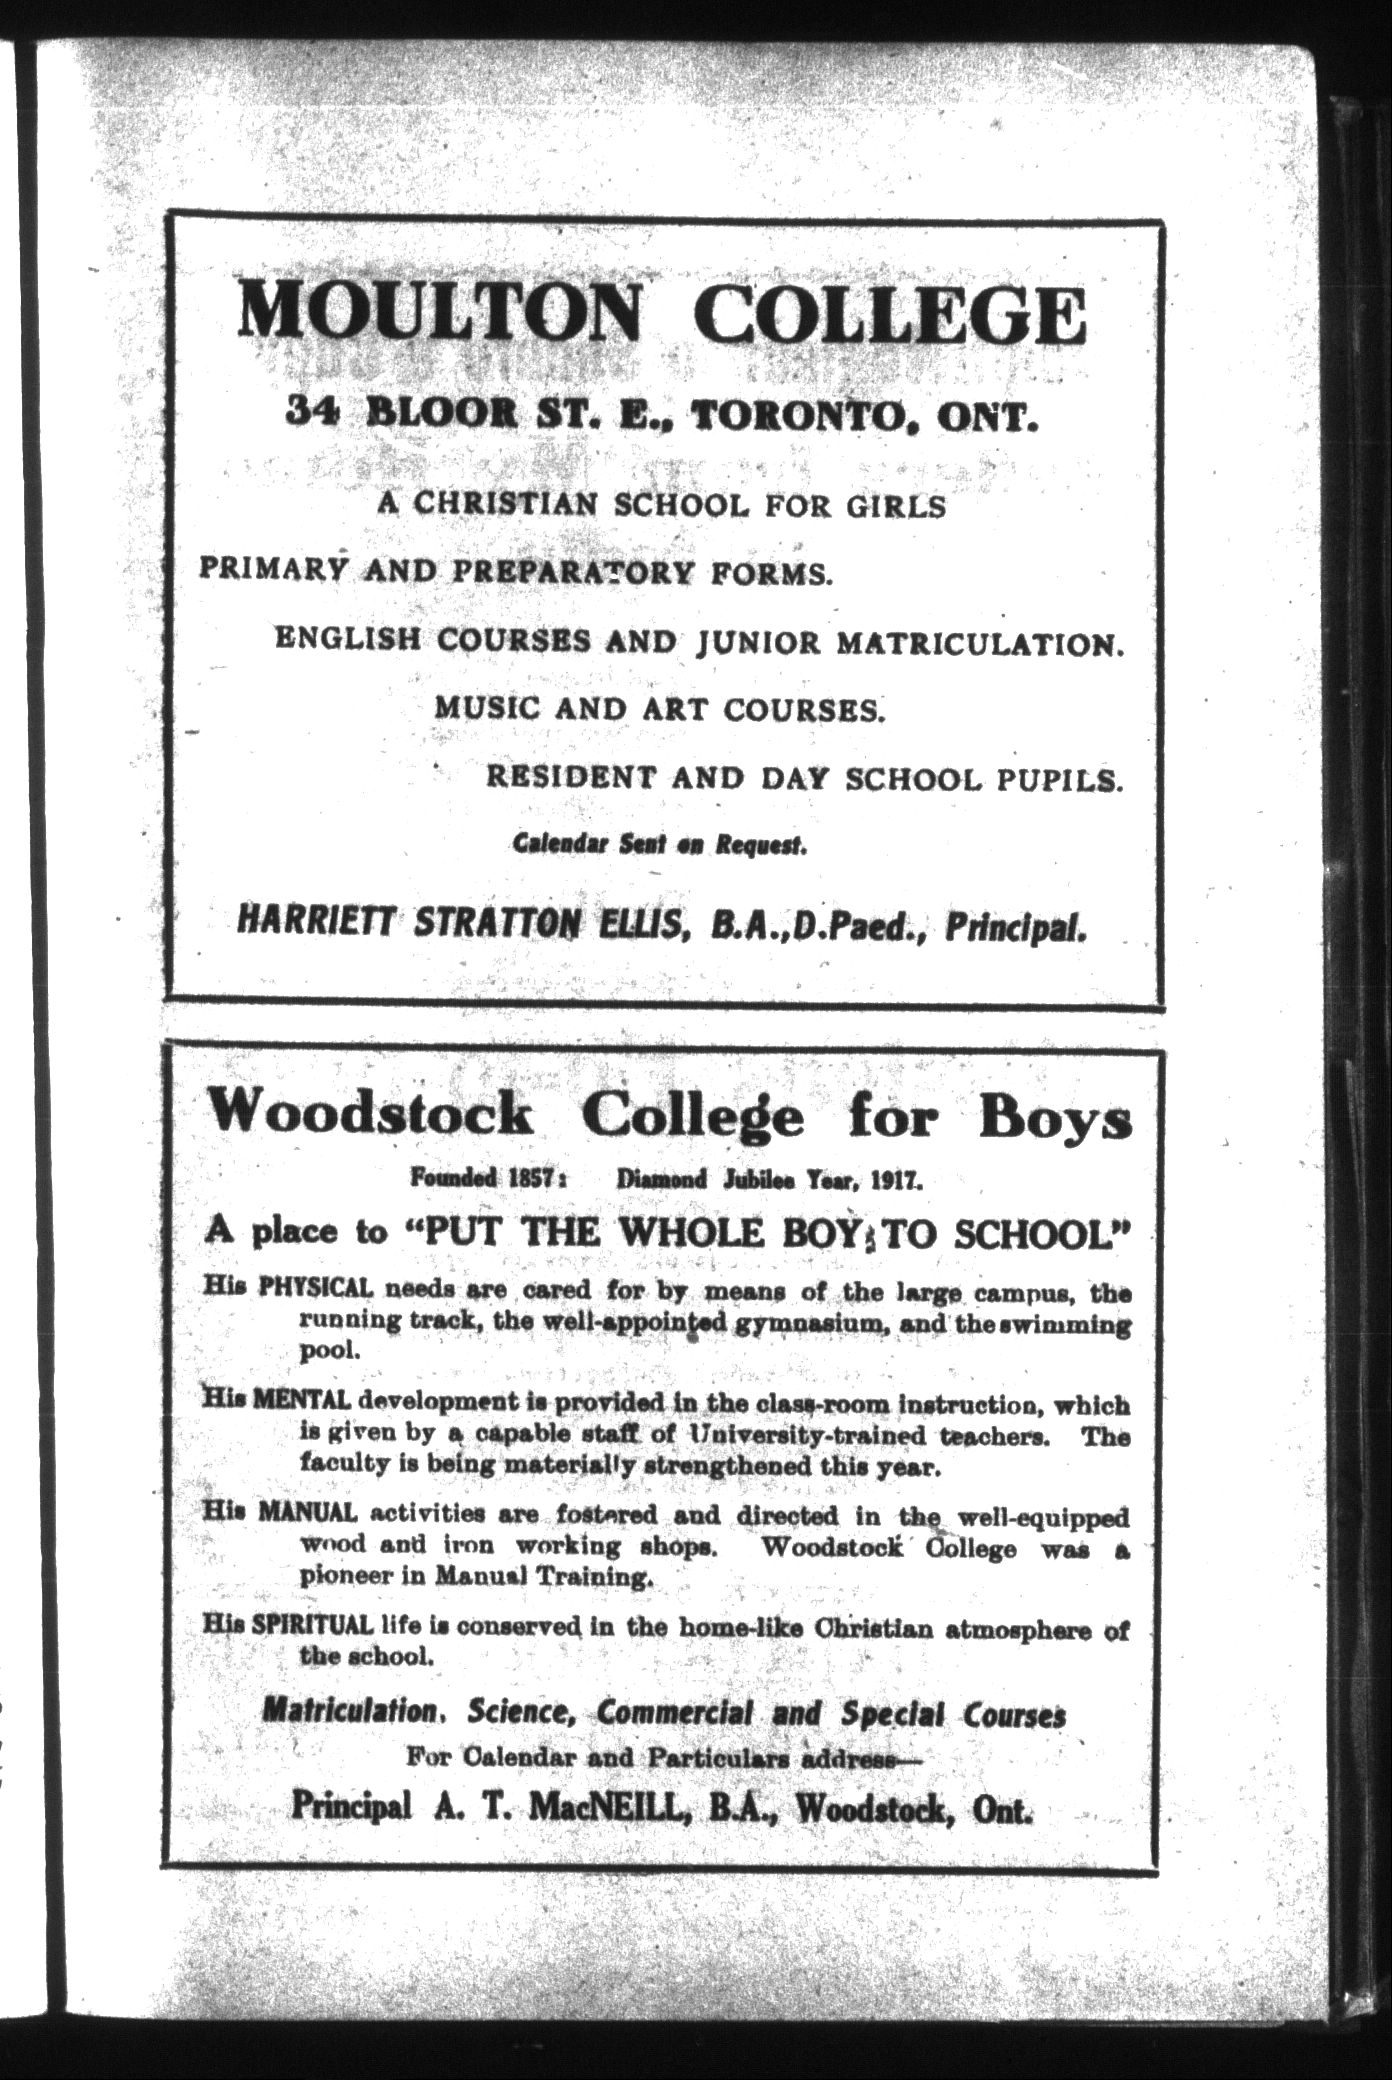 MOULTON COLLEGE
34 BLOOR ST. E., TORONTO, ONT.
A CHRISTIAN SCHOOL FOR GIRLS
PRIMARY AND PREPARATORY FORMS.
ENGLISH COURSES AND JUNIOR MATRICULATION.
MUSIC AND ART COURSES.
RESIDENT AND DAY SCHOOL PUPILS.
Calendar Sent on Request.
HARRIETT STRATTON ELLIS, B.A.,D.Paed., Principal.
Woodstock College for Boys
Founded 1857: Diamond Jubilee Year, 1917.
A place to “PUT THE WHOLE BOY TO SCHOOL”
His PHYSICAL needs are cared for by means of the large campus, the
running track, the well-appointed gymnasium, and the swimming
pool.
His MENTAL development is provided in the class-room instruction, which
is given by a capable staff of University-trained teachers. The
faculty is being materially strengthened this year.
His MANUAL activities are fostered and directed in the well-equipped
wood and iron working shops. Woodstock College was a
pioneer in Manual Training.
His SPIRITUAL life is conserved in the home-like Christian atmosphere of
the school.
Matriculation, Science, Commercial and Special Courses
For Calendar and Particulars address—
Principal A. T. MacNEILL, B.A., Woodstock, Ont.